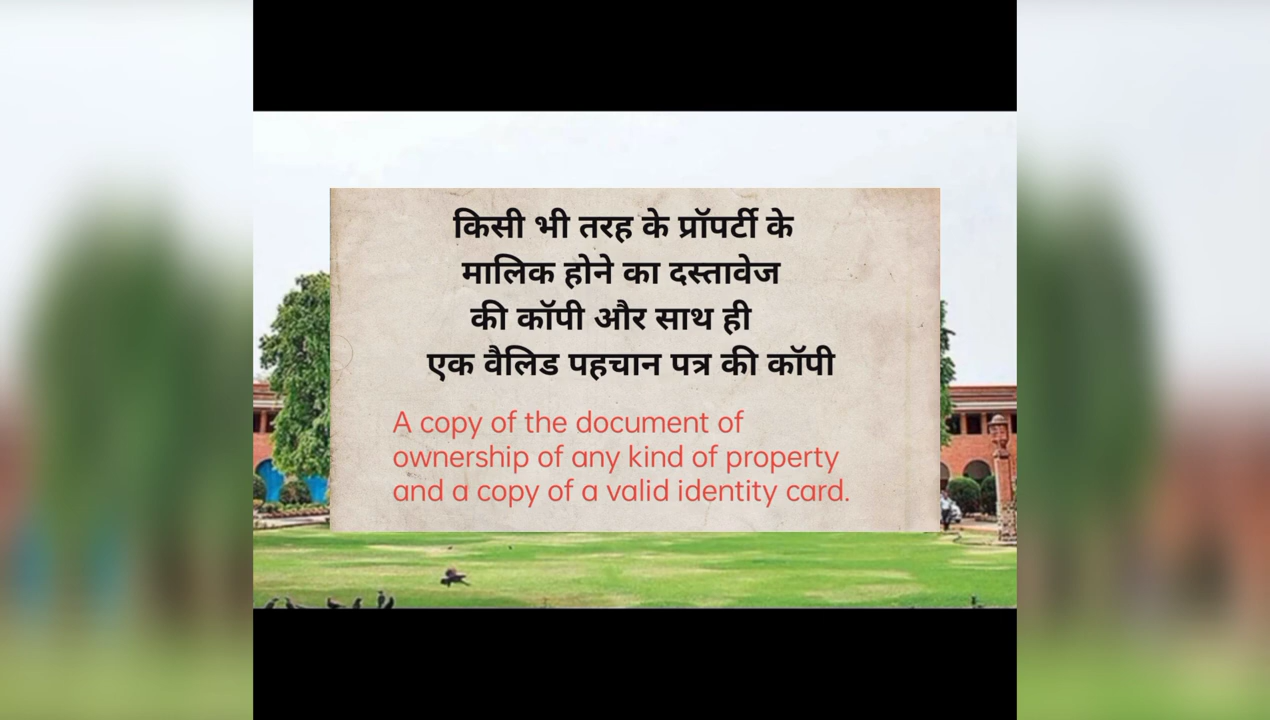 किसी भी तरह के प्रॉपर्टी के
मालिक होने का दस्तावेज
की कॉपी और साथ ही
एक वैलिड पहचान पत्र की कॉपी
A copy of the document of
ownership of any kind of property
and a copy of a valid identity card.